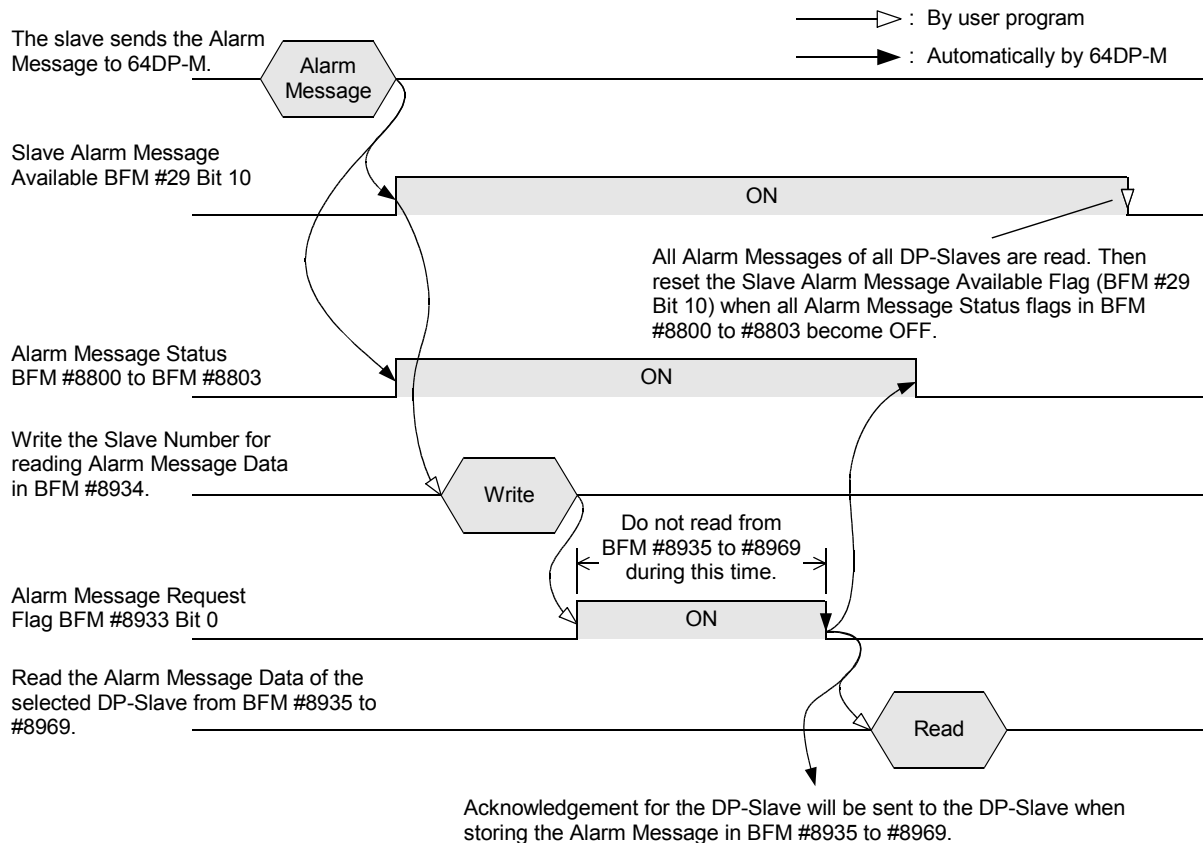 : By user program
: Automatically by 64DP-M
The slave sends the Alarm
Message to 64DP-M.
Alarm
Message
Slave Alarm Message
Available BFM #29 Bit 10
ON
All Alarm Messages of all DP-Slaves are read. Then
reset the Slave Alarm Message Available Flag (BFM #29
Bit 10) when all Alarm Message Status flags in BFM
#8800 to #8803 become OFF.
Alarm Message Status
BFM #8800 to BFM #8803
ON
Write the Slave Number for
reading Alarm Message Data
in BFM #8934.
Write
Do not read from
BFM #8935 to #8969
during this time.
Alarm Message Request
Flag BFM #8933 Bit 0
ON
Read the Alarm Message Data of the
selected DP-Slave from BFM #8935 to
#8969.
Read
Acknowledgement for the DP-Slave will be sent to the DP-Slave when
storing the Alarm Message in BFM #8935 to #8969.